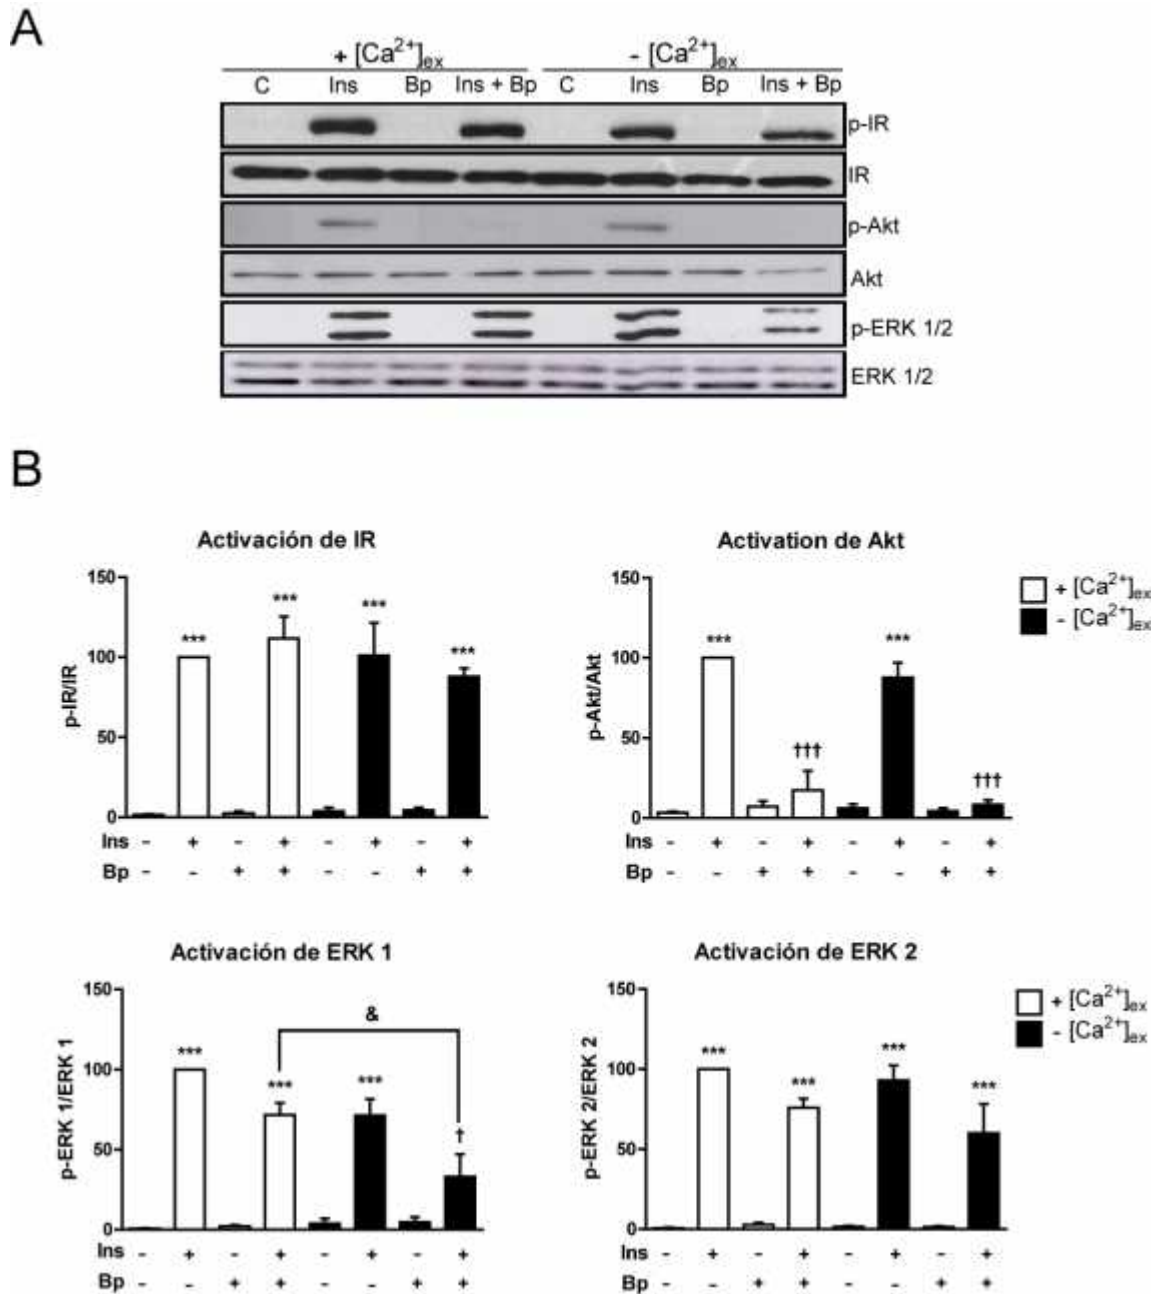 A
+ [Ca2+]ex - [Ca2+]ex
C Ins Bp Ins + Bp C Ins Bp Ins + Bp
p-IR
IR
p-Akt
Akt
p-ERK 1/2
ERK 1/2
B
Activación de IR
150
100
50
0
p-IR/IR
*** *** *** ***
Ins - + - + - + - +
Bp - - + + - - + +
Activation de Akt
150
100
50
0
p-Akt/Akt
*** ††† *** †††
Ins - + - + - + - +
Bp - - + + - - + +
+ [Ca2+]ex
- [Ca2+]ex
Activación de ERK 1
150
100
50
0
p-ERK 1/ERK 1
&
*** *** *** †
Ins - + - + - + - +
Bp - - + + - - + +
Activación de ERK 2
150
100
50
0
p-ERK 2/ERK 2
*** *** *** ***
Ins - + - + - + - +
Bp - - + + - - + +
+ [Ca2+]ex
- [Ca2+]ex